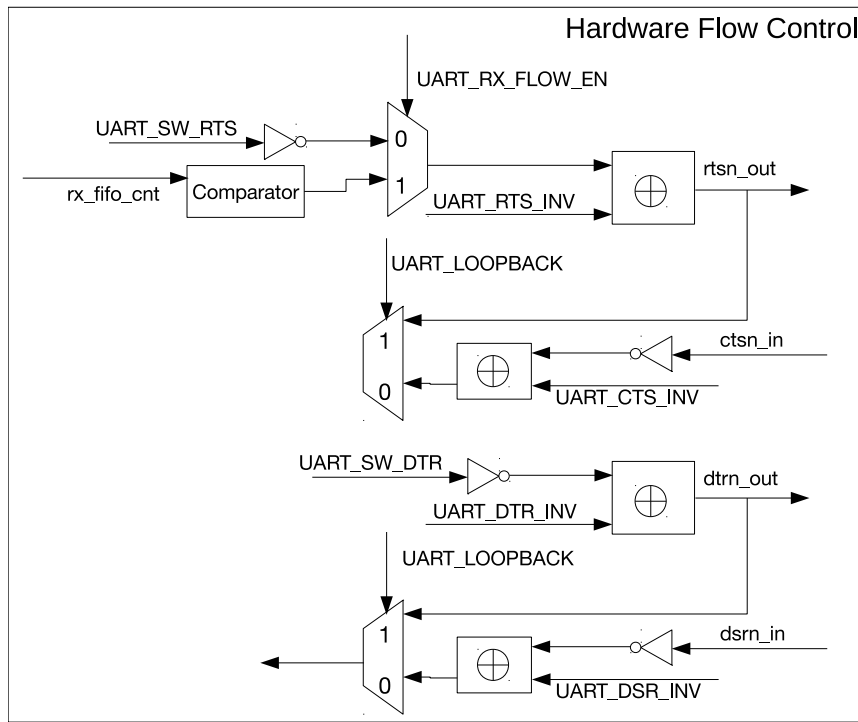 Hardware Flow Control
UART_RX_FLOW_EN
UART_SW_RTS
0
rx_fifo_cnt
Comparator
1
rtsn_out
UART_RTS_INV
UART_LOOPBACK
1
ctsn_in
0
UART_CTS_INV
UART_SW_DTR
dtrn_out
UART_DTR_INV
UART_LOOPBACK
1
dsrn_in
0
UART_DSR_INV